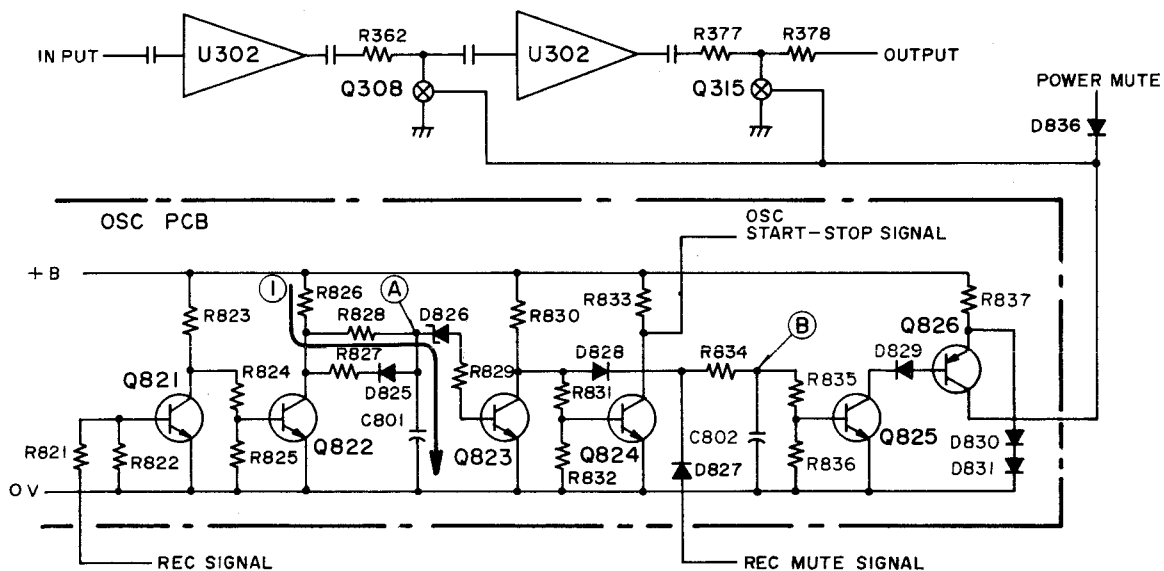 INPUT
U302
R362
Q308
U302
R377
R378
OUTPUT
Q315
POWER MUTE
D836
OSC PCB
OSC
START-STOP SIGNAL
+B
1
R826
A
R828
D826
R823
R830
R833
B
R837
Q826
R827
D825
R829
D828
R834
D829
Q821
R824
R831
R835
R821
R822
R825
Q822
C801
Q823
R832
Q824
D827
C802
R836
Q825
D830
D831
0V
REC SIGNAL
REC MUTE SIGNAL